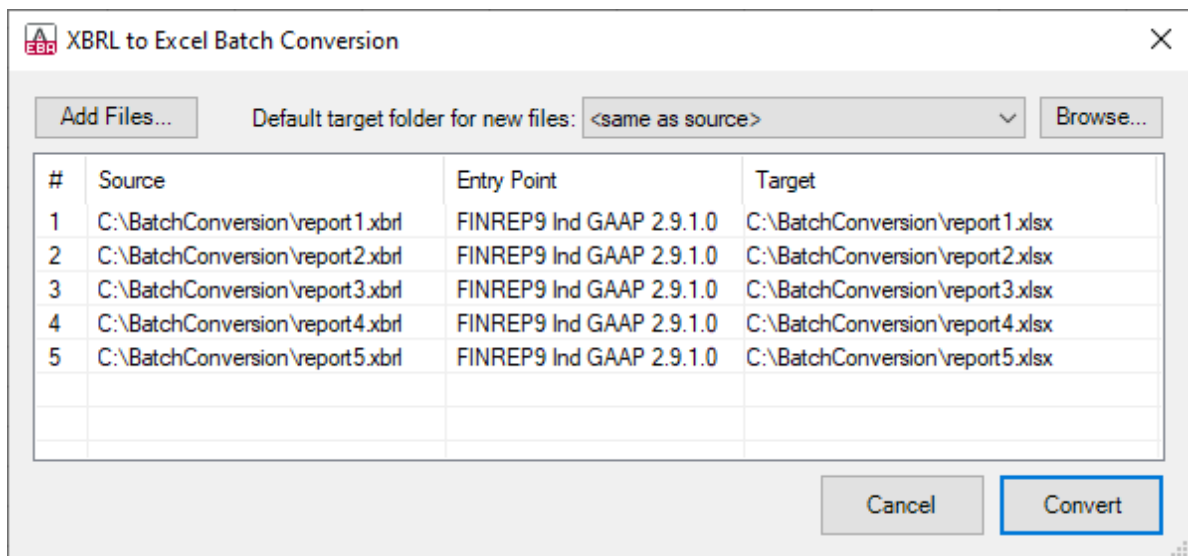 EBA XBRL to Excel Batch Conversion
Add Files... Default target folder for new files: <same as source> Browse...
# Source Entry Point Target
1 C:\BatchConversion\report1.xbrl FINREP9 Ind GAAP 2.9.1.0 C:\BatchConversion\report1.xlsx
2 C:\BatchConversion\report2.xbrl FINREP9 Ind GAAP 2.9.1.0 C:\BatchConversion\report2.xlsx
3 C:\BatchConversion\report3.xbrl FINREP9 Ind GAAP 2.9.1.0 C:\BatchConversion\report3.xlsx
4 C:\BatchConversion\report4.xbrl FINREP9 Ind GAAP 2.9.1.0 C:\BatchConversion\report4.xlsx
5 C:\BatchConversion\report5.xbrl FINREP9 Ind GAAP 2.9.1.0 C:\BatchConversion\report5.xlsx
Cancel Convert